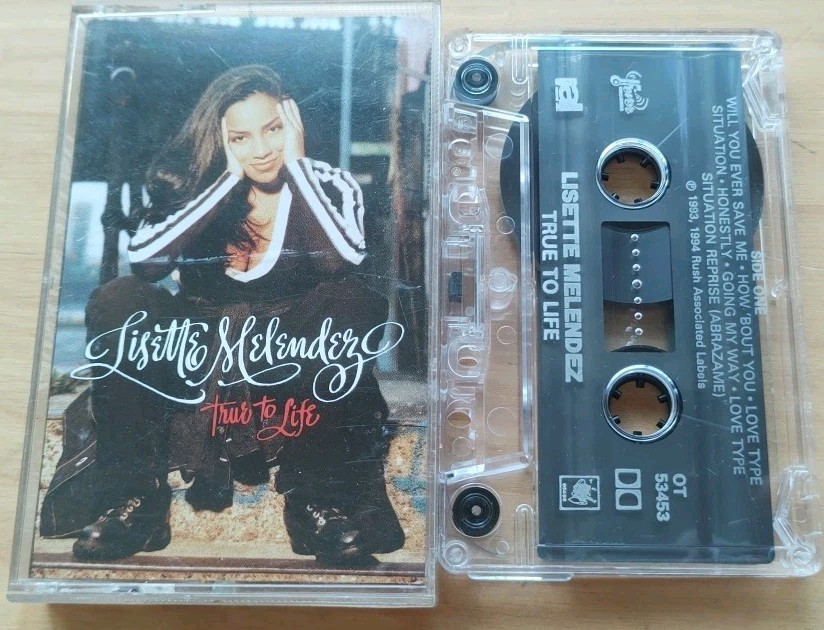 Lisette Melendez
true to Life
SIDE ONE
WILL YOU EVER SAVE ME • HOW 'BOUT YOU • LOVE TYPE
SITUATION • HONESTLY • GOING MY WAY • LOVE TYPE
SITUATION REPRISE (ABRAZAME)
℗ 1993, 1994 Rush Associated Labels
LISETTE MELENDEZ
TRUE TO LIFE
OT
53453